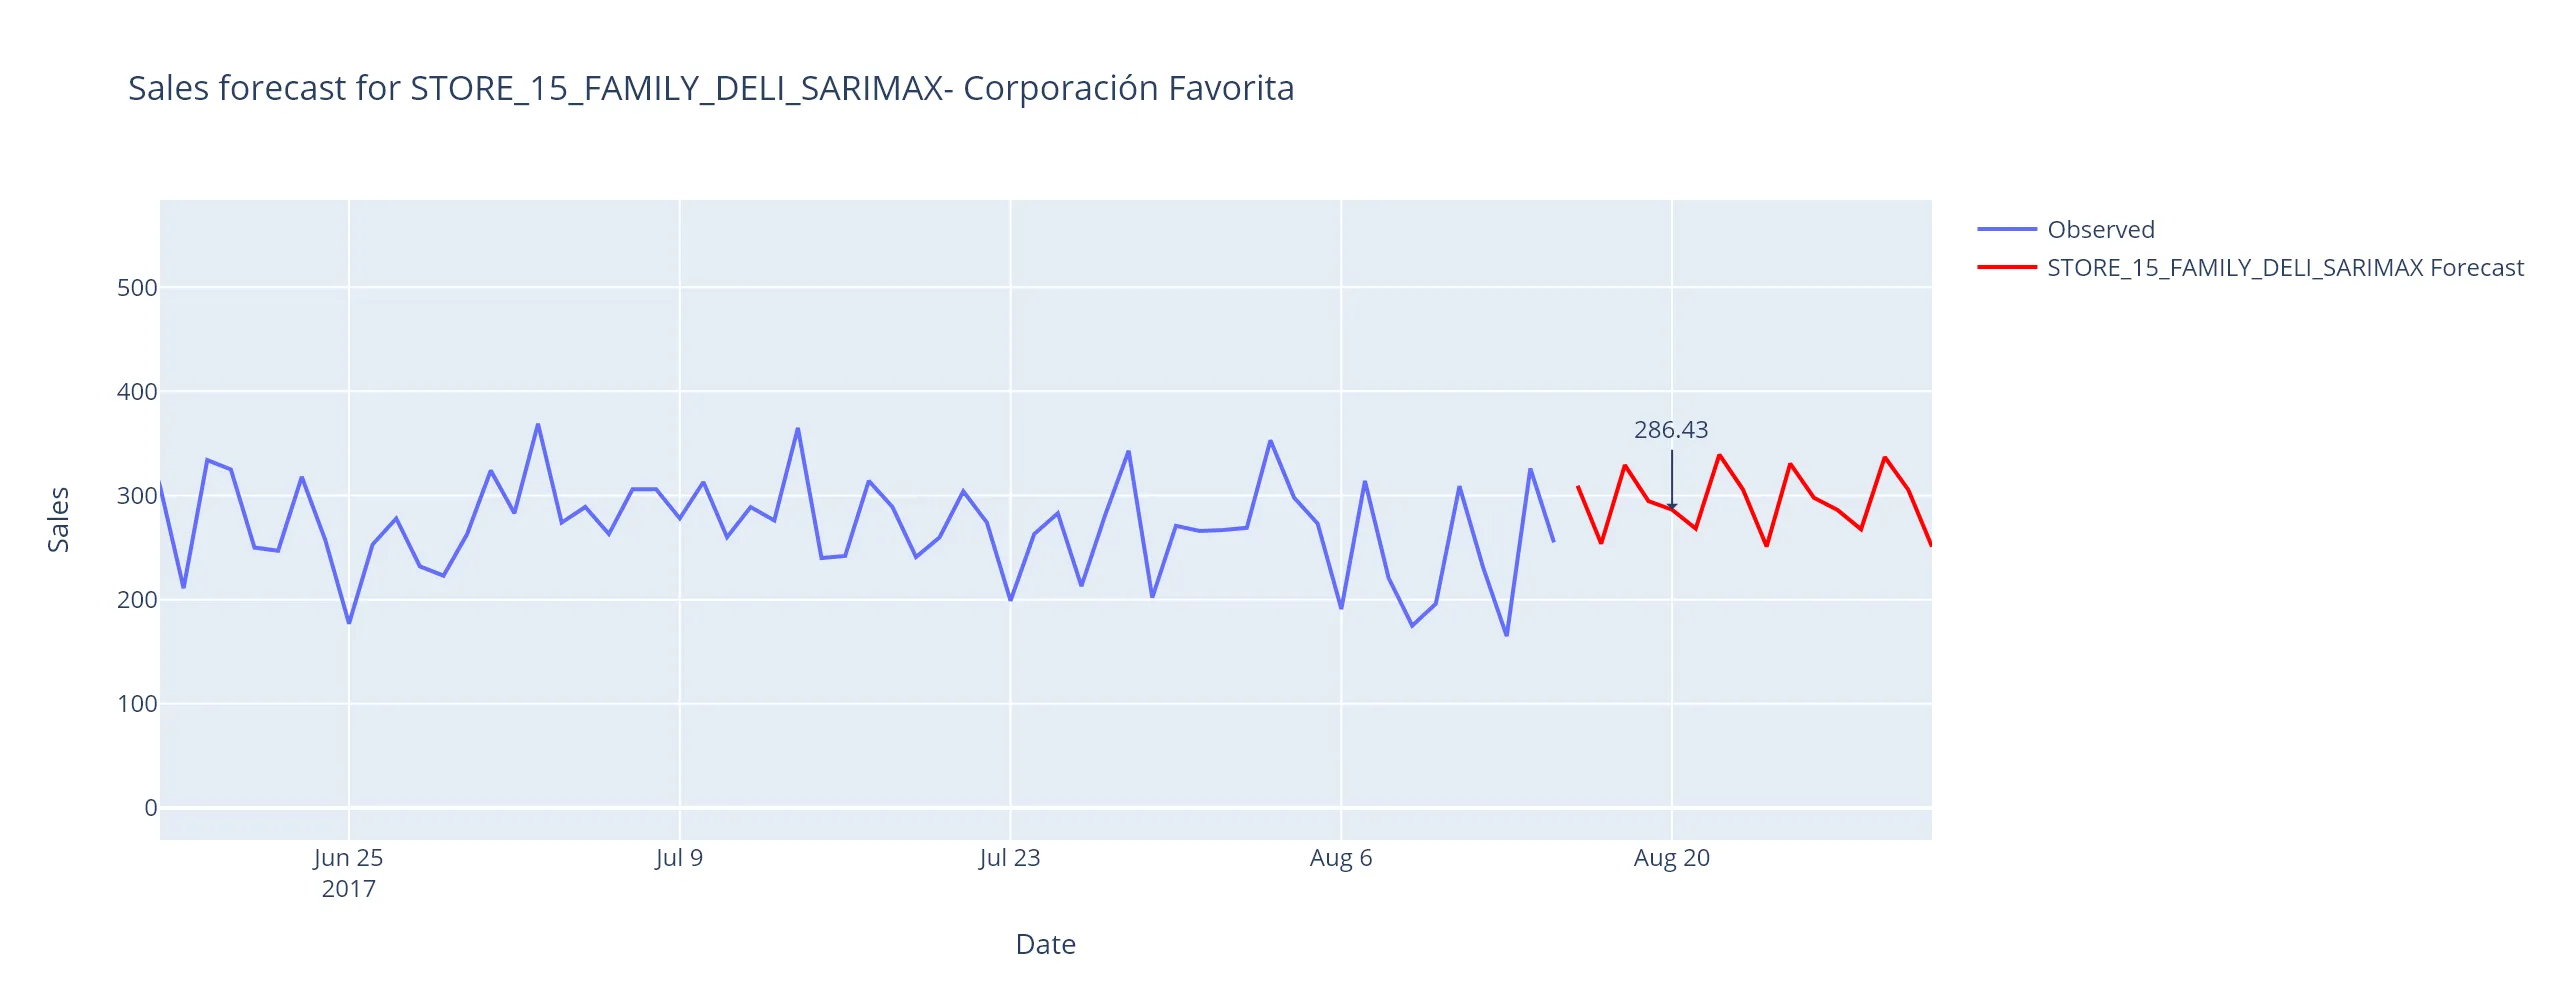 Sales forecast for STORE_15_FAMILY_DELI_SARIMAX- Corporación Favorita
Observed
STORE_15_FAMILY_DELI_SARIMAX Forecast
500
400
300
200
100
0
Sales
286.43
Jun 25
2017
Jul 9
Jul 23
Aug 6
Aug 20
Date